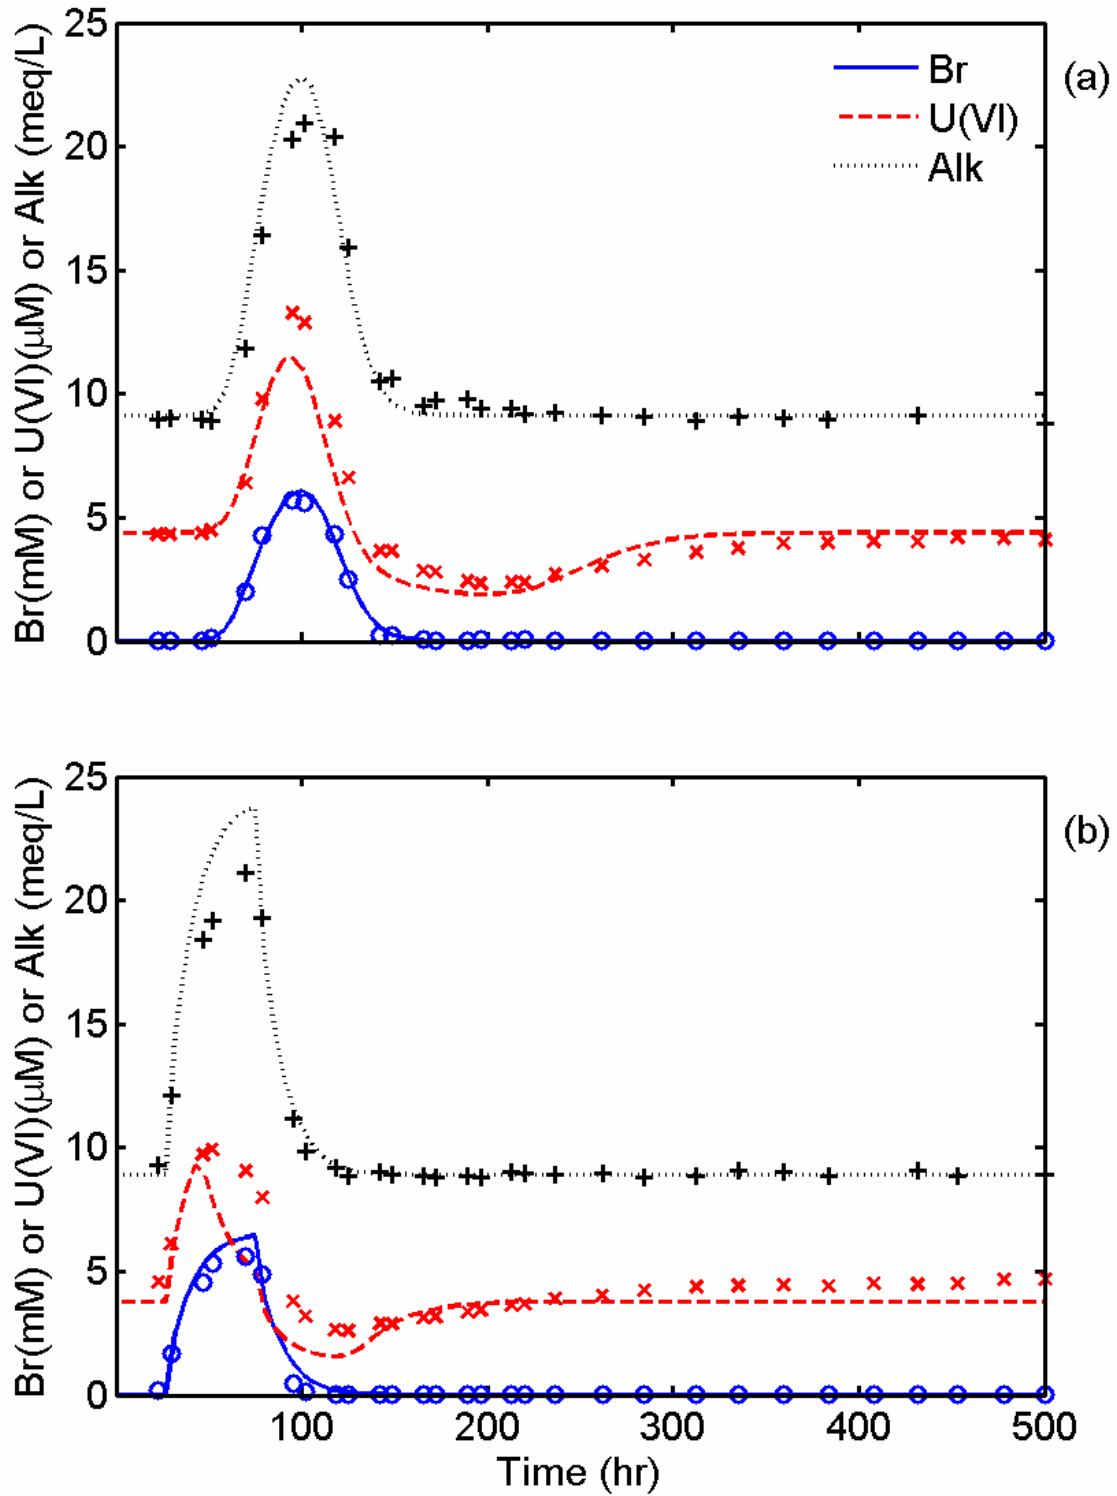 25
20
15
10
5
0
Br(mM) or U(VI)(μM) or Alk (meq/L)
Br
U(VI)
Alk
(a)
25
20
15
10
5
0
Br(mM) or U(VI)(μM) or Alk (meq/L)
(b)
100 200 300 400 500
Time (hr)